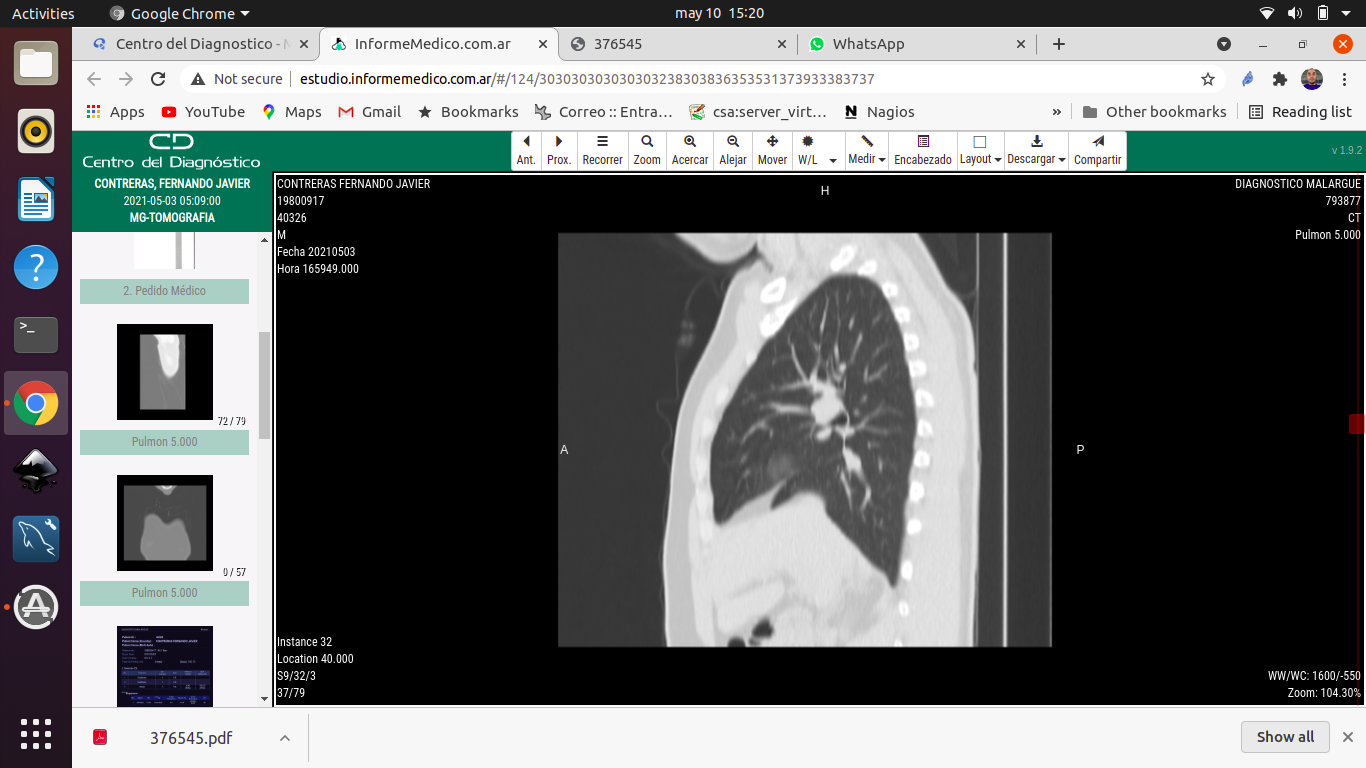 Activities
Google Chrome
may 10 15:20
Centro del Diagnostico - M
InformeMedico.com.ar
376545
WhatsApp
Not secure
estudio.informemedico.com.ar/#/124/303030303030303238303836353531373933383737
Apps
YouTube
Maps
Gmail
Bookmarks
Correo :: Entra…
csa:server_virt…
Nagios
»
Other bookmarks
Reading list
CD
Centro del Diagnóstico
CONTRERAS, FERNANDO JAVIER
2021-05-03 05:09:00
MG-TOMOGRAFIA
Ant.
Prox.
Recorrer
Zoom
Acercar
Alejar
Mover
W/L
Medir
Encabezado
Layout
Descargar
Compartir
v 1.9.2
2. Pedido Médico
72 / 79
Pulmon 5.000
0 / 57
Pulmon 5.000
CONTRERAS FERNANDO JAVIER
19800917
40326
M
Fecha 20210503
Hora 165949.000
H
DIAGNOSTICO MALARGUE
793877
CT
Pulmon 5.000
A
P
Instance 32
Location 40.000
S9/32/3
37/79
WW/WC: 1600/-550
Zoom: 104.30%
376545.pdf
Show all